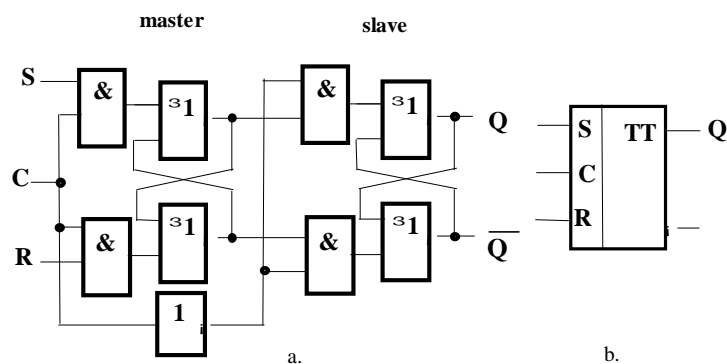 master slave
S & ³1 & ³1 Q S TT Q
C C
R & ³1 & ³1 Q̅ R
1
a. b.